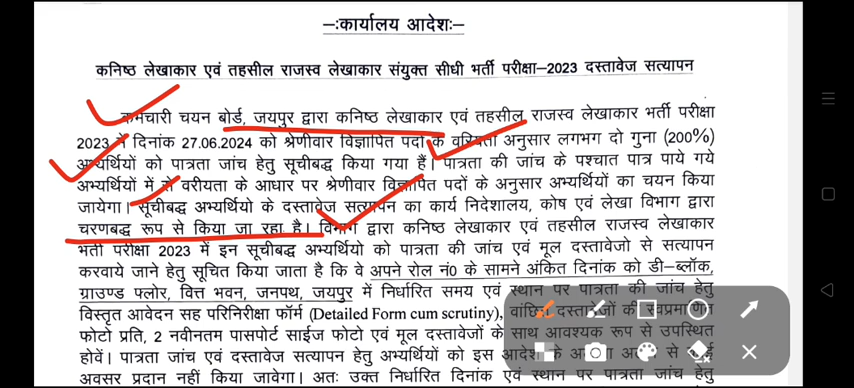 –:कार्यालय आदेश:–
कनिष्ठ लेखाकार एवं तहसील राजस्व लेखाकार संयुक्त सीधी भर्ती परीक्षा–2023 दस्तावेज सत्यापन
कर्मचारी चयन बोर्ड, जयपुर द्वारा कनिष्ठ लेखाकार एवं तहसील राजस्व लेखाकार भर्ती परीक्षा
2023 में दिनांक 27.06.2024 को श्रेणीवार विज्ञापित पदों के वरियता अनुसार लगभग दो गुना (200%)
अभ्यर्थियों को पात्रता जांच हेतु सूचीबद्ध किया गया हैं। पात्रता की जांच के पश्चात पात्र पाये गये
अभ्यर्थियों में से वरीयता के आधार पर श्रेणीवार विज्ञापित पदों के अनुसार अभ्यर्थियों का चयन किया
जायेगा। सूचीबद्ध अभ्यर्थियो के दस्तावेज सत्यापन का कार्य निदेशालय, कोष एवं लेखा विभाग द्वारा
चरणबद्ध रूप से किया जा रहा है। विभाग द्वारा कनिष्ठ लेखाकार एवं तहसील राजस्व लेखाकार
भर्ती परीक्षा 2023 में इन सूचीबद्ध अभ्यर्थियों को पात्रता की जांच एवं मूल दस्तावेजो से सत्यापन
करवाये जाने हेतु सूचित किया जाता है कि वे अपने रोल नं0 के सामने अंकित दिनांक को डी–ब्लॉक,
ग्राउण्ड फ्लोर, वित्त भवन, जनपथ, जयपुर में निर्धारित समय एवं स्थान पर पात्रता की जांच हेतु
विस्तृत आवेदन सह परिनिरीक्षा फॉर्म (Detailed Form cum scrutiny), वांछित दस्तावेजों की स्वप्रमाणित
फोटो प्रति, 2 नवीनतम पासपोर्ट साईज फोटो एवं मूल दस्तावेजों के साथ आवश्यक रूप से उपस्थित
होवें। पात्रता जांच एवं दस्तावेज सत्यापन हेतु अभ्यर्थियों को इस आदेश के से
अवसर प्रदान नहीं किया जावेगा। अतः उक्त निर्धारित दिनांक एवं स्थान पर पात्रता की जांच हेतु